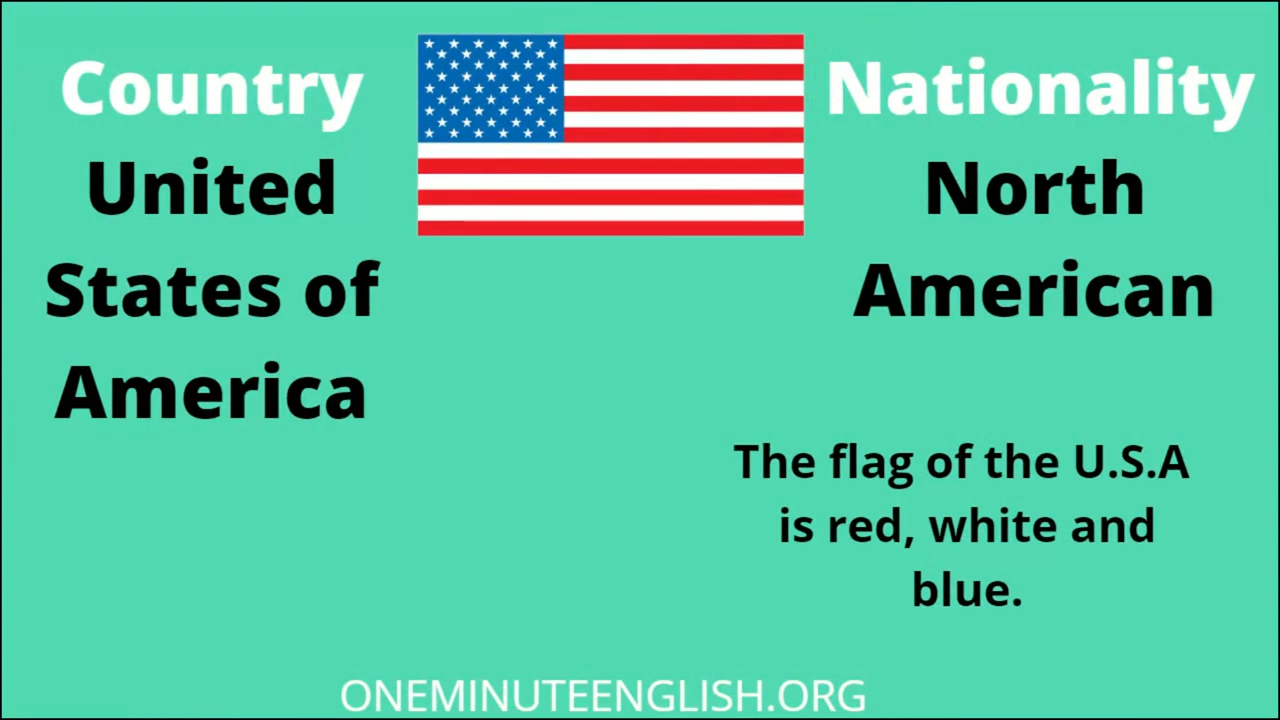 Country
United
States of
America
Nationality
North
American
The flag of the U.S.A
is red, white and
blue.
ONEMINUTEENGLISH.ORG